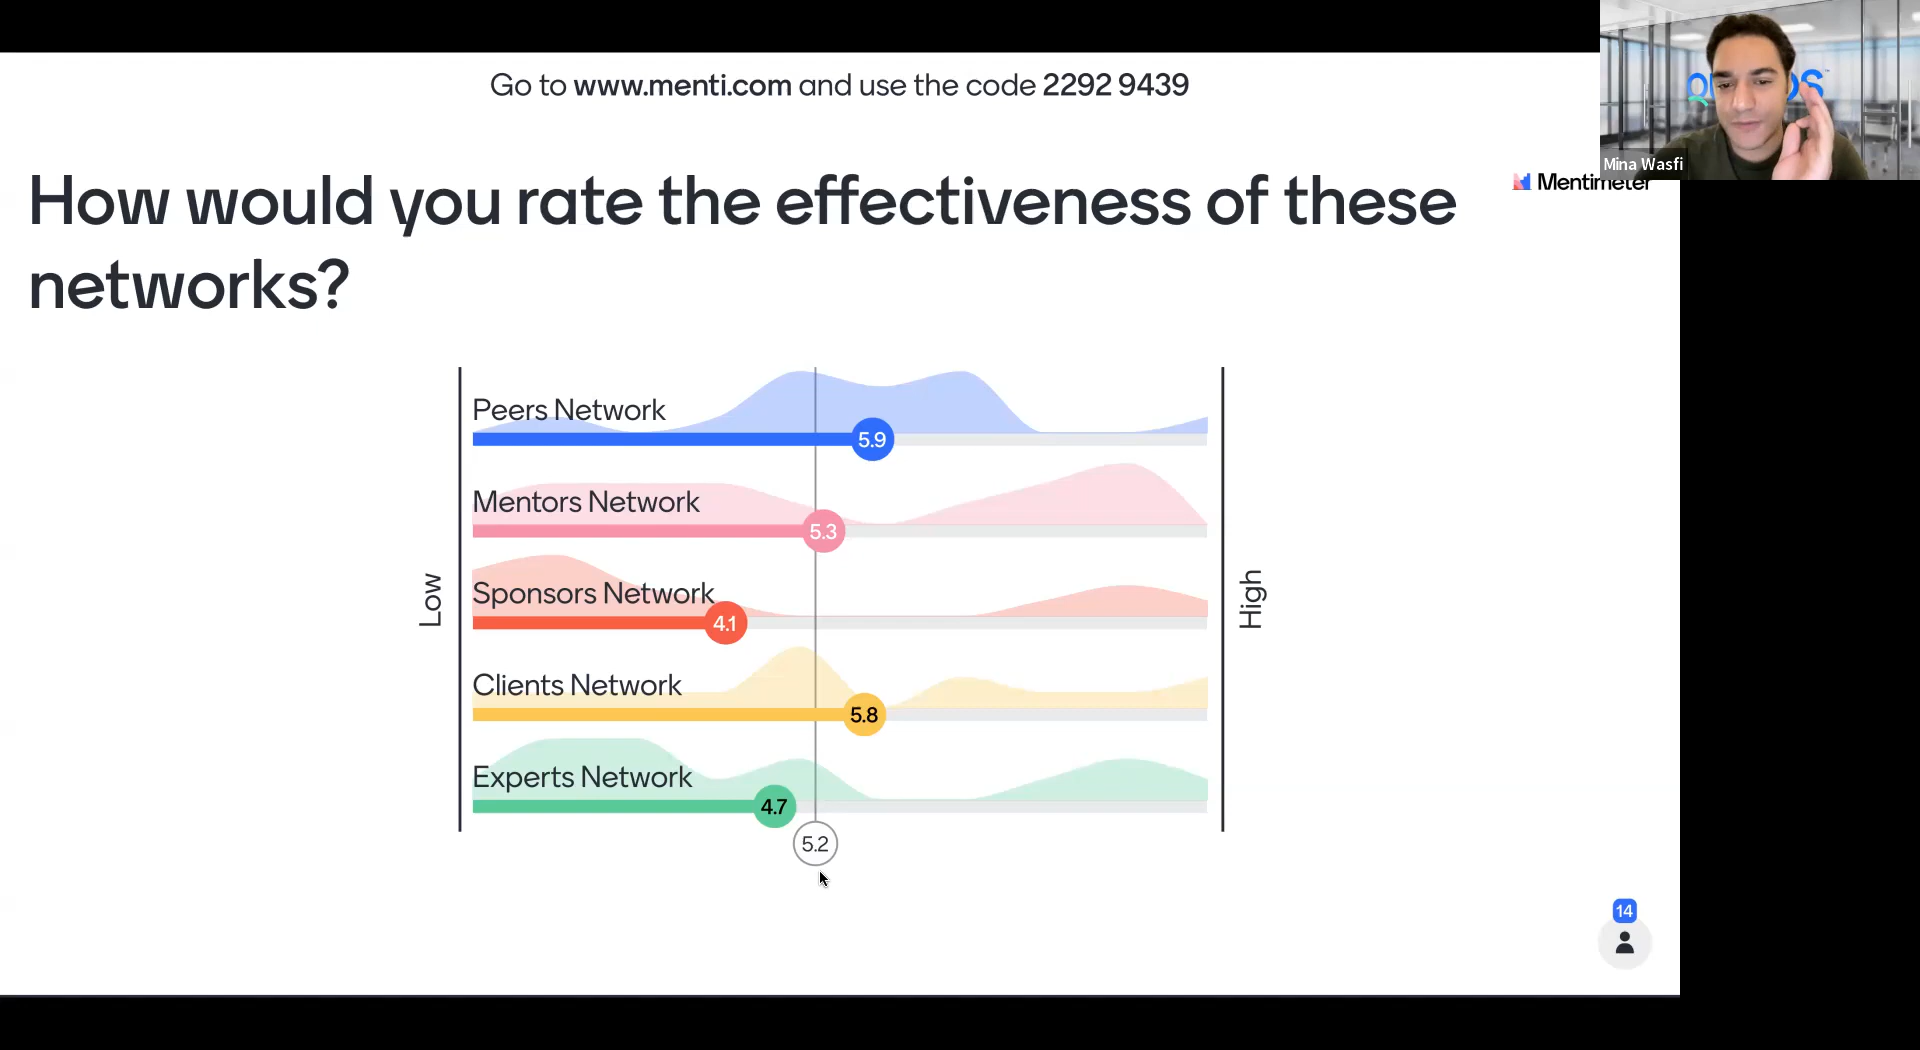 Go to www.menti.com and use the code 2292 9439
Mina Wasfi
Mentimeter
How would you rate the effectiveness of these
networks?
Low
High
Peers Network
5.9
Mentors Network
5.3
Sponsors Network
4.1
Clients Network
5.8
Experts Network
4.7
5.2
14